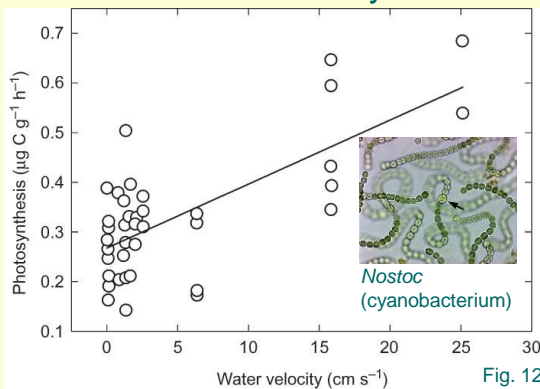 0.7
0.6
0.5
0.4
0.3
0.2
0.1
Photosynthesis (µg C g⁻¹ h⁻¹)
Nostoc
(cyanobacterium)
0 5 10 15 20 25 30
Water velocity (cm s⁻¹)
Fig. 12